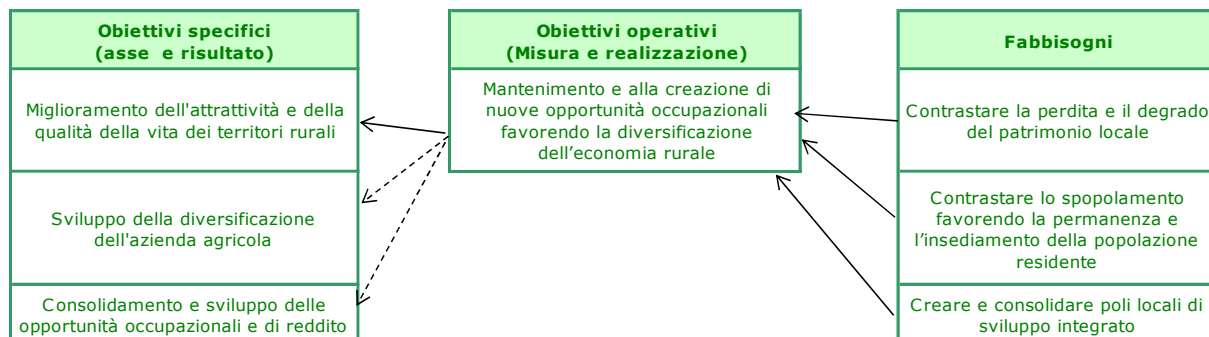 Obiettivi specifici
(asse e risultato)
Miglioramento dell'attrattività e della
qualità della vita dei territori rurali
Sviluppo della diversificazione
dell'azienda agricola
Consolidamento e sviluppo delle
opportunità occupazionali e di reddito
Obiettivi operativi
(Misura e realizzazione)
Mantenimento e alla creazione di
nuove opportunità occupazionali
favorendo la diversificazione
dell’economia rurale
Fabbisogni
Contrastare la perdita e il degrado
del patrimonio locale
Contrastare lo spopolamento
favorendo la permanenza e
l’insediamento della popolazione
residente
Creare e consolidare poli locali di
sviluppo integrato